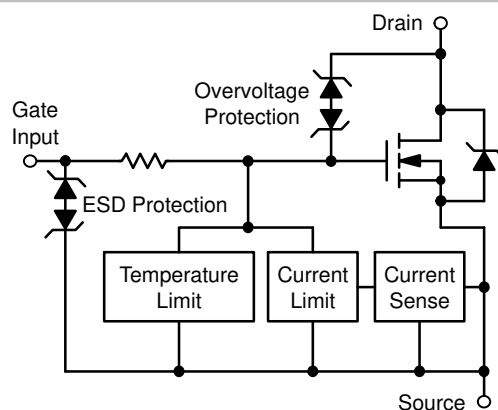 Drain
Overvoltage
Protection
Gate
Input
ESD Protection
Temperature
Limit
Current
Limit
Current
Sense
Source